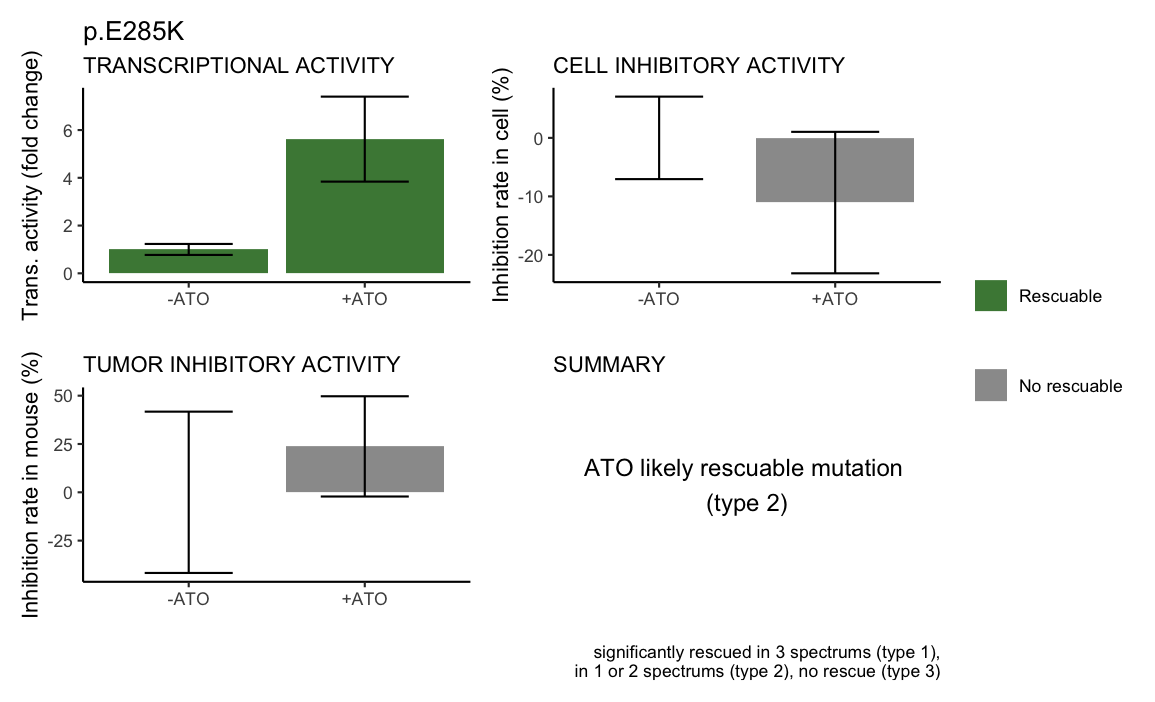 p.E285K
TRANSCRIPTIONAL ACTIVITY
Trans. activity (fold change)
6
4
2
0
-ATO
+ATO
CELL INHIBITORY ACTIVITY
Inhibition rate in cell (%)
0
-10
-20
-ATO
+ATO
Rescuable
No rescuable
TUMOR INHIBITORY ACTIVITY
Inhibition rate in mouse (%)
50
25
0
-25
-ATO
+ATO
SUMMARY
ATO likely rescuable mutation
(type 2)
significantly rescued in 3 spectrums (type 1),
in 1 or 2 spectrums (type 2), no rescue (type 3)